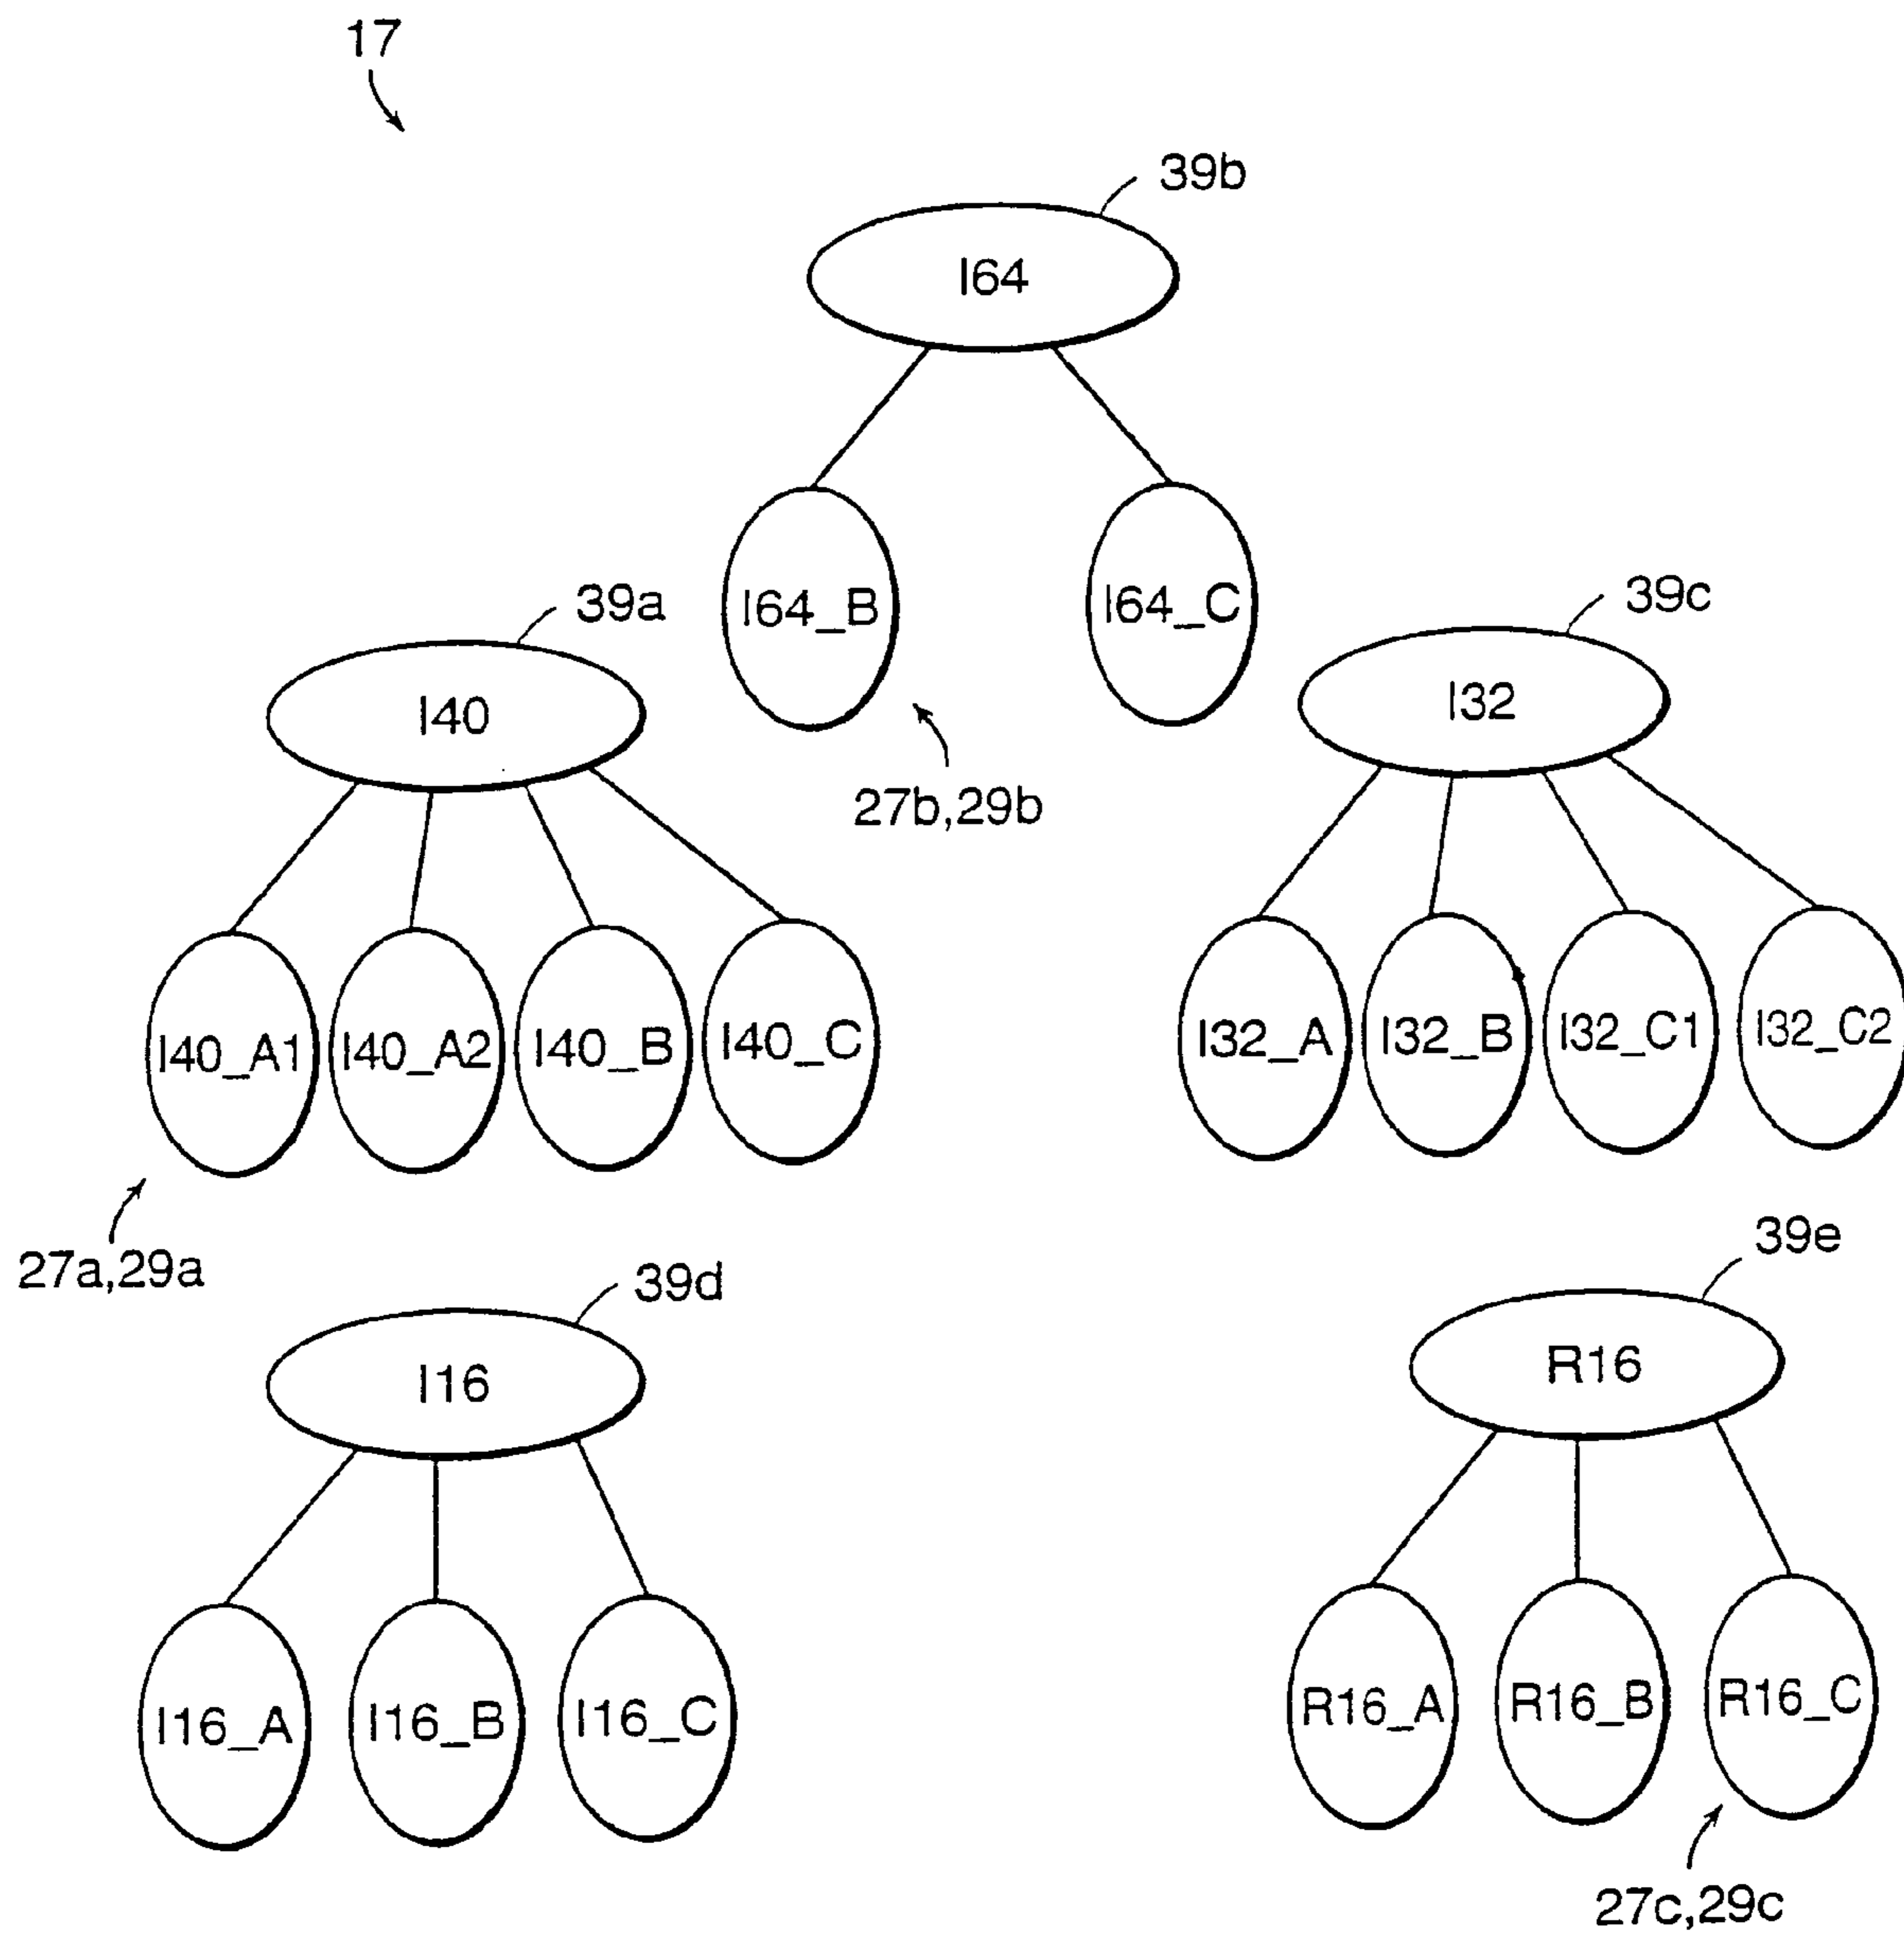 17
39b
I64
I64_B
I64_C
39a
I40
27b,29b
39c
I32
I40_A1
I40_A2
I40_B
I40_C
I32_A
I32_B
I32_C1
I32_C2
27a,29a
39d
I16
39e
R16
I16_A
I16_B
I16_C
R16_A
R16_B
R16_C
27c,29c